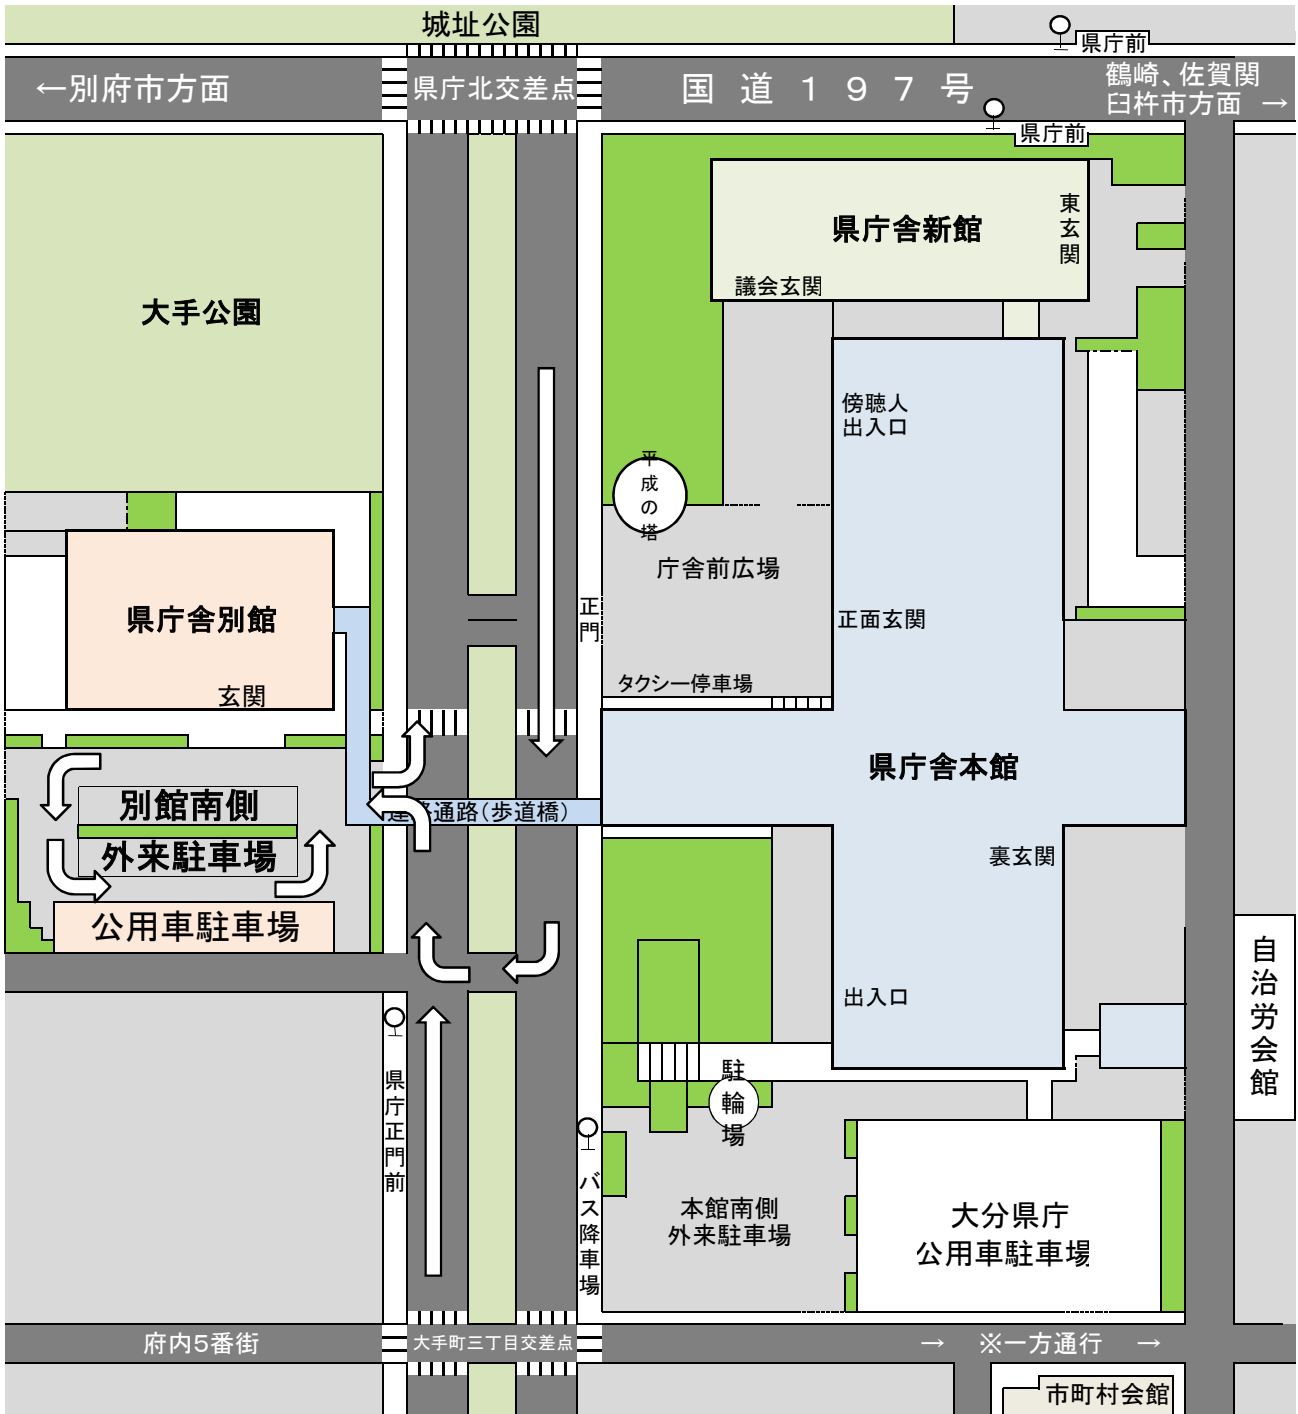 城址公園
県庁前
←別府市方面
県庁北交差点
国道197号
鶴崎、佐賀関
臼杵市方面 →
県庁前
県庁舎新館
東玄関
議会玄関
大手公園
傍聴人
出入口
平成の塔
庁舎前広場
正門
正面玄関
県庁舎別館
玄関
タクシー停車場
県庁舎本館
別館南側
外来駐車場
連絡通路(歩道橋)
裏玄関
公用車駐車場
出入口
自治労会館
県庁正門前
駐輪場
バス降車場
本館南側
外来駐車場
大分県庁
公用車駐車場
府内5番街
大手町三丁目交差点
→ ※一方通行 →
市町村会館